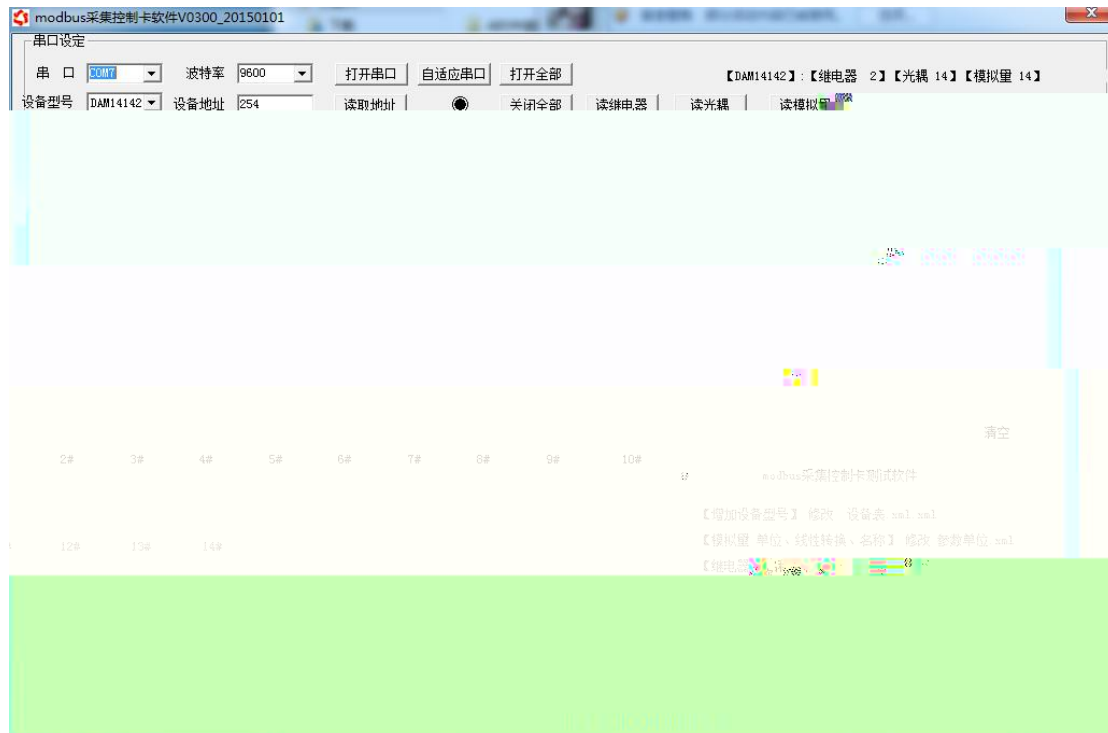 modbus采集控制卡软件V0300_20150101
串口设定
串 口 COM7 波特率 9600 打开串口 自适应串口 打开全部 【DAM14142】:【继电器 2】【光耦 14】【模拟量 14】
设备型号 DAM14142 设备地址 254 读取地址 关闭全部 读继电器 读光耦 读模拟量
清空
2# 3# 4# 5# 6# 7# 8# 9# 10#
modbus采集控制卡测试软件
【增加设备型号】 修改 设备表.xml.xml
12# 13# 14#
【模拟量 单位、线性转换、名称】 修改 参数单位.xml
【继电